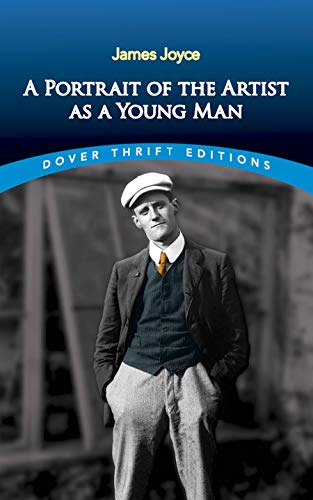 James Joyce
A PORTRAIT OF THE ARTIST
AS A YOUNG MAN
DOVER THRIFT EDITIONS